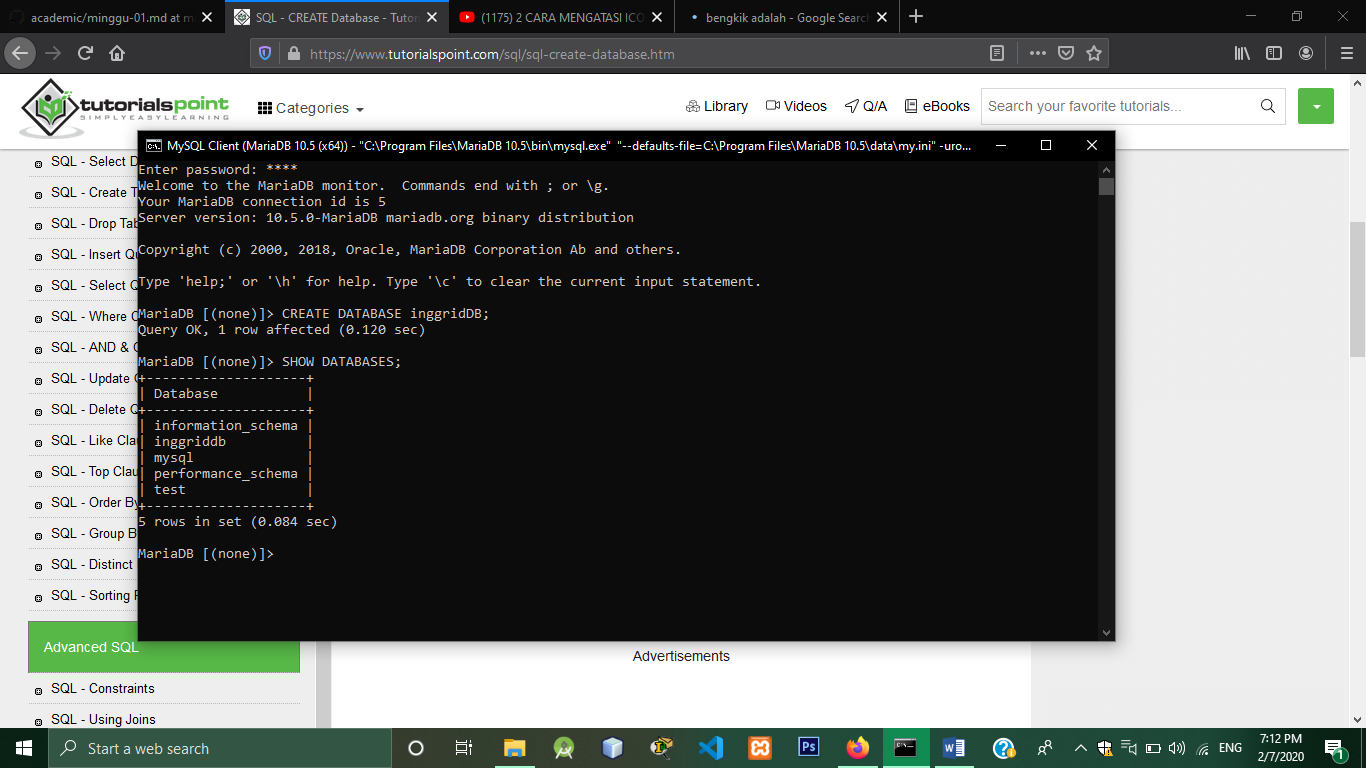 academic/minggu-01.md at m
SQL - CREATE Database - Tutori
(1175) 2 CARA MENGATASI ICO
bengkik adalah - Google Searc
https://www.tutorialspoint.com/sql/sql-create-database.htm
tutorialspoint
SIMPLYEASYLEARNING
Categories
Library
Videos
Q/A
eBooks
Search your favorite tutorials...
SQL - Select D
SQL - Create T
SQL - Drop Tab
SQL - Insert Qu
SQL - Select Q
SQL - Where C
SQL - AND & O
SQL - Update Q
SQL - Delete Q
SQL - Like Clau
SQL - Top Clau
SQL - Order By
SQL - Group B
SQL - Distinct
SQL - Sorting R
Advanced SQL
SQL - Constraints
SQL - Using Joins
MySQL Client (MariaDB 10.5 (x64)) - "C:\Program Files\MariaDB 10.5\bin\mysql.exe" "--defaults-file=C:\Program Files\MariaDB 10.5\data\my.ini" -uro...
Enter password: ****
Welcome to the MariaDB monitor.  Commands end with ; or \g.
Your MariaDB connection id is 5
Server version: 10.5.0-MariaDB mariadb.org binary distribution
Copyright (c) 2000, 2018, Oracle, MariaDB Corporation Ab and others.
Type 'help;' or '\h' for help. Type '\c' to clear the current input statement.
MariaDB [(none)]> CREATE DATABASE inggridDB;
Query OK, 1 row affected (0.120 sec)
MariaDB [(none)]> SHOW DATABASES;
+--------------------+
| Database           |
+--------------------+
| information_schema |
| inggriddb          |
| mysql              |
| performance_schema |
| test               |
+--------------------+
5 rows in set (0.084 sec)
MariaDB [(none)]>
Advertisements
Start a web search
Ps
ENG
7:12 PM
2/7/2020
1